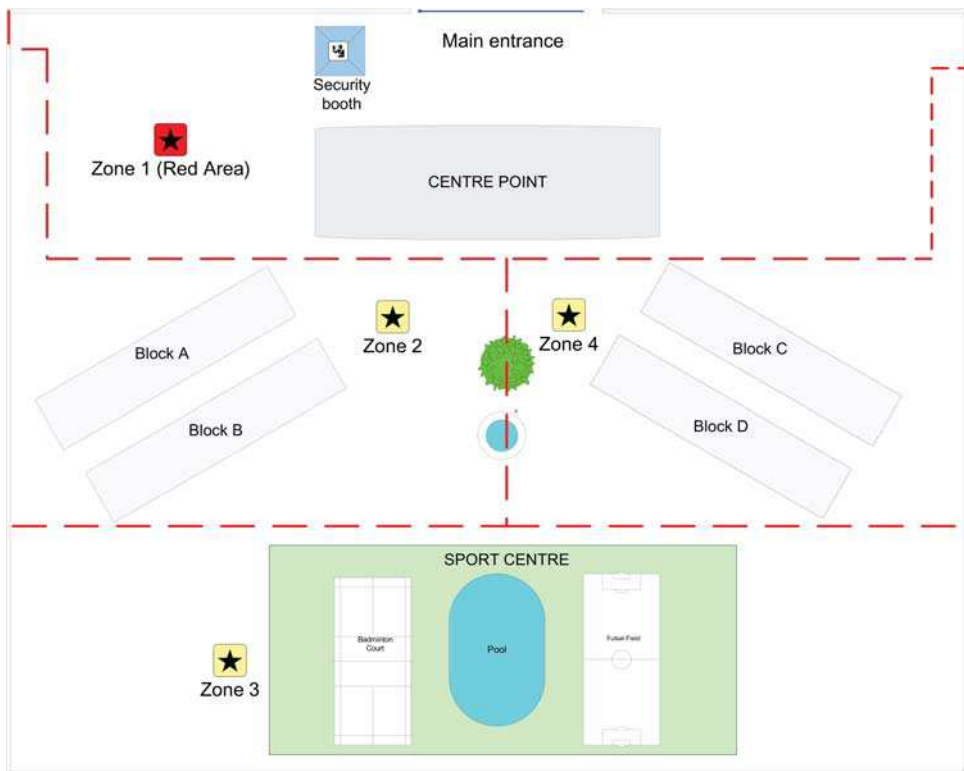 Main entrance
Security
booth
Zone 1 (Red Area)
CENTRE POINT
Zone 2
Zone 4
Block A
Block C
Block B
Block D
SPORT CENTRE
Badminton
Court
Pool
Futsal Field
Zone 3